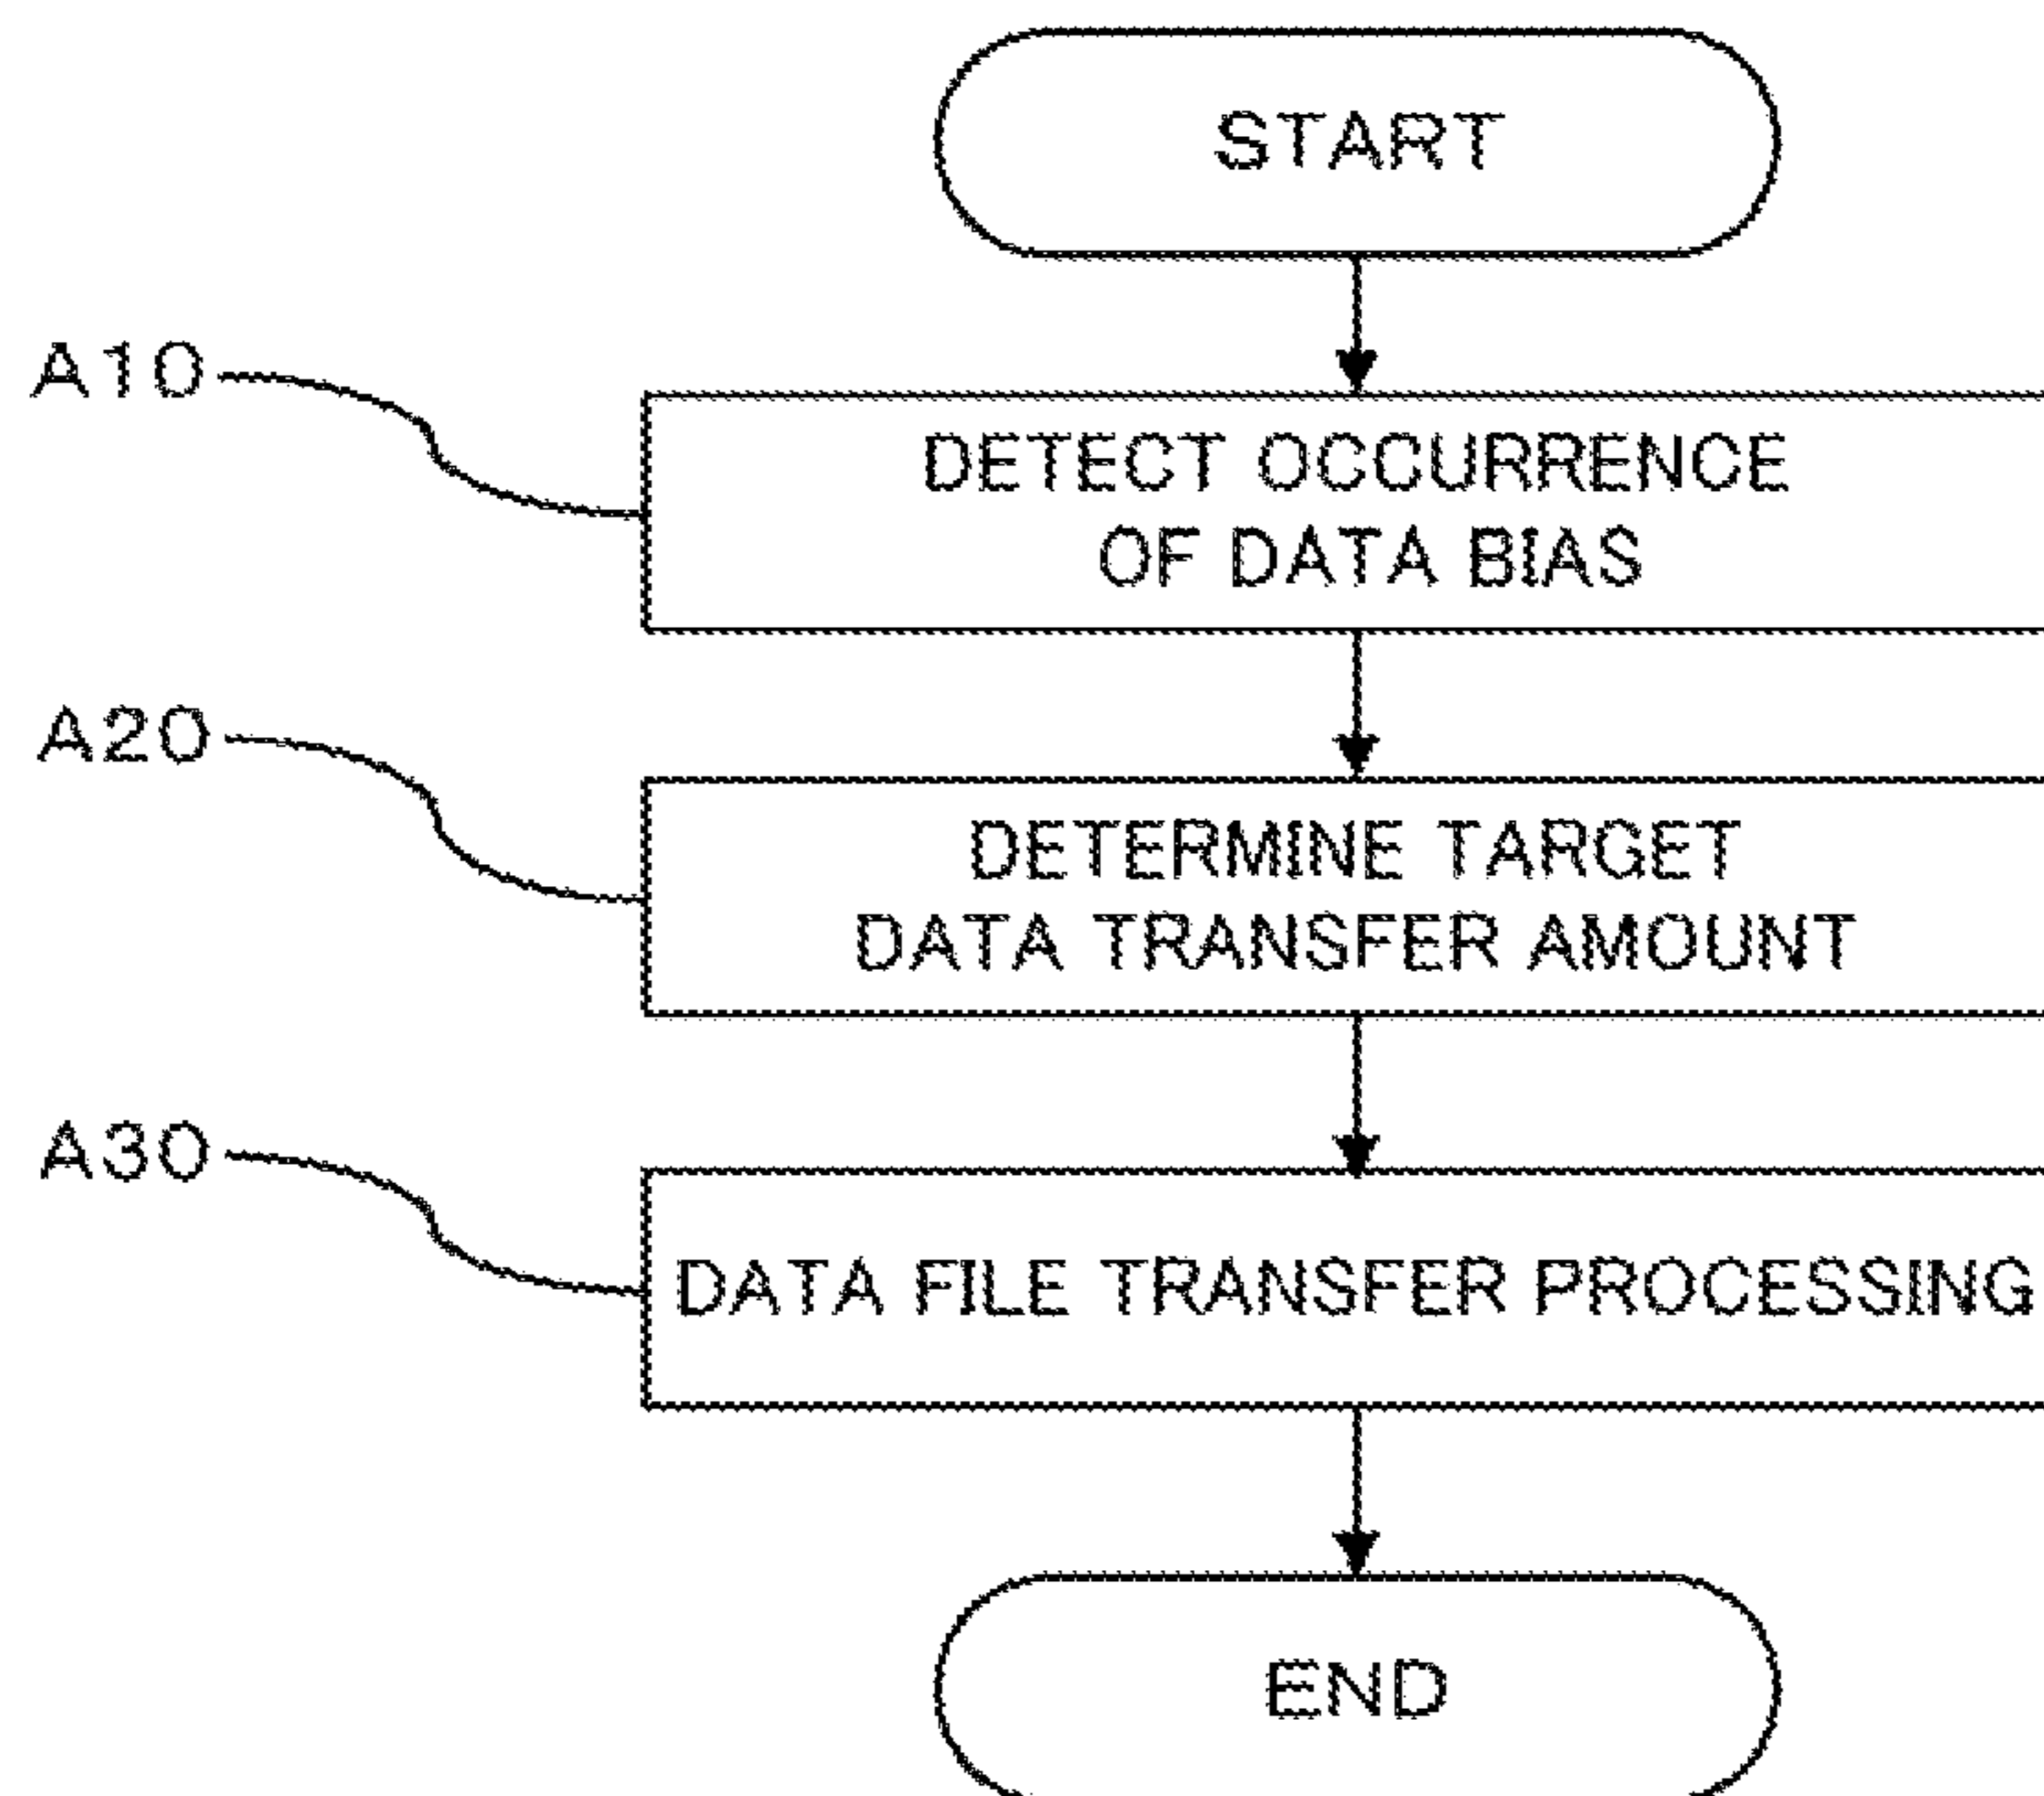 START
A10
DETECT OCCURRENCE
OF DATA BIAS
A20
DETERMINE TARGET
DATA TRANSFER AMOUNT
A30
DATA FILE TRANSFER PROCESSING
END